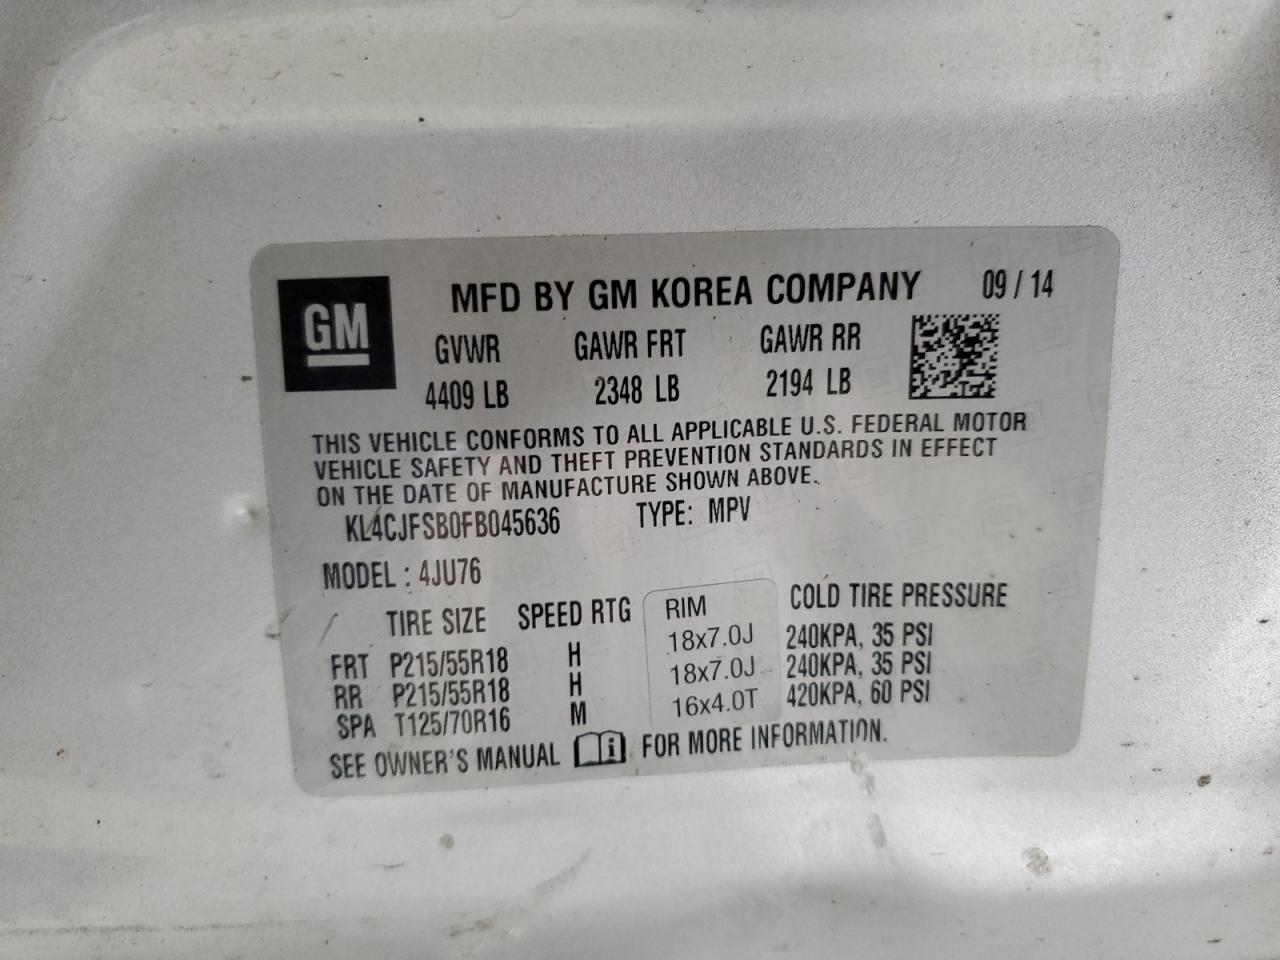 GM
MFD BY GM KOREA COMPANY 09 / 14
GVWR GAWR FRT GAWR RR
4409 LB 2348 LB 2194 LB
THIS VEHICLE CONFORMS TO ALL APPLICABLE U.S. FEDERAL MOTOR
VEHICLE SAFETY AND THEFT PREVENTION STANDARDS IN EFFECT
ON THE DATE OF MANUFACTURE SHOWN ABOVE.
KL4CJFSB0FB045636 TYPE: MPV
MODEL : 4JU76
TIRE SIZE SPEED RTG RIM COLD TIRE PRESSURE
FRT P215/55R18 H 18x7.0J 240KPA, 35 PSI
RR P215/55R18 H 18x7.0J 240KPA, 35 PSI
SPA T125/70R16 M 16x4.0T 420KPA, 60 PSI
SEE OWNER'S MANUAL i FOR MORE INFORMATION.